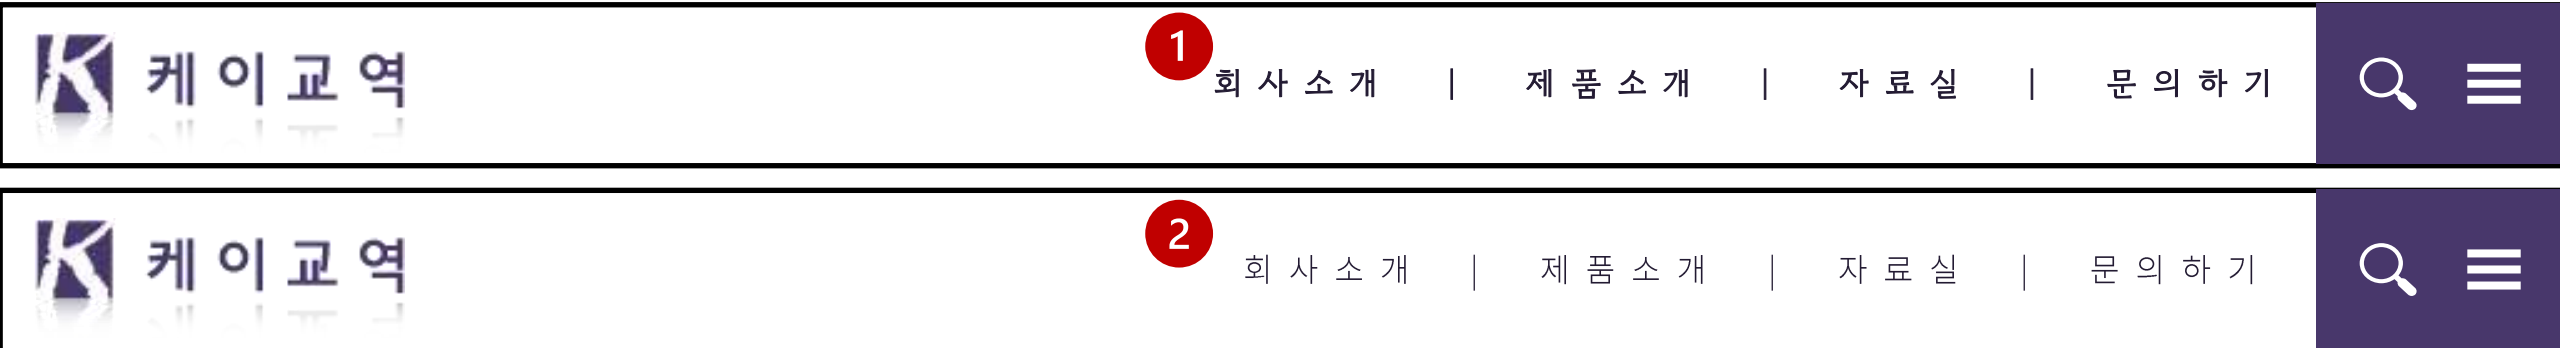 K 케이교역 1 회사소개 | 제품소개 | 자료실 | 문의하기
K 케이교역 2 회사소개 | 제품소개 | 자료실 | 문의하기